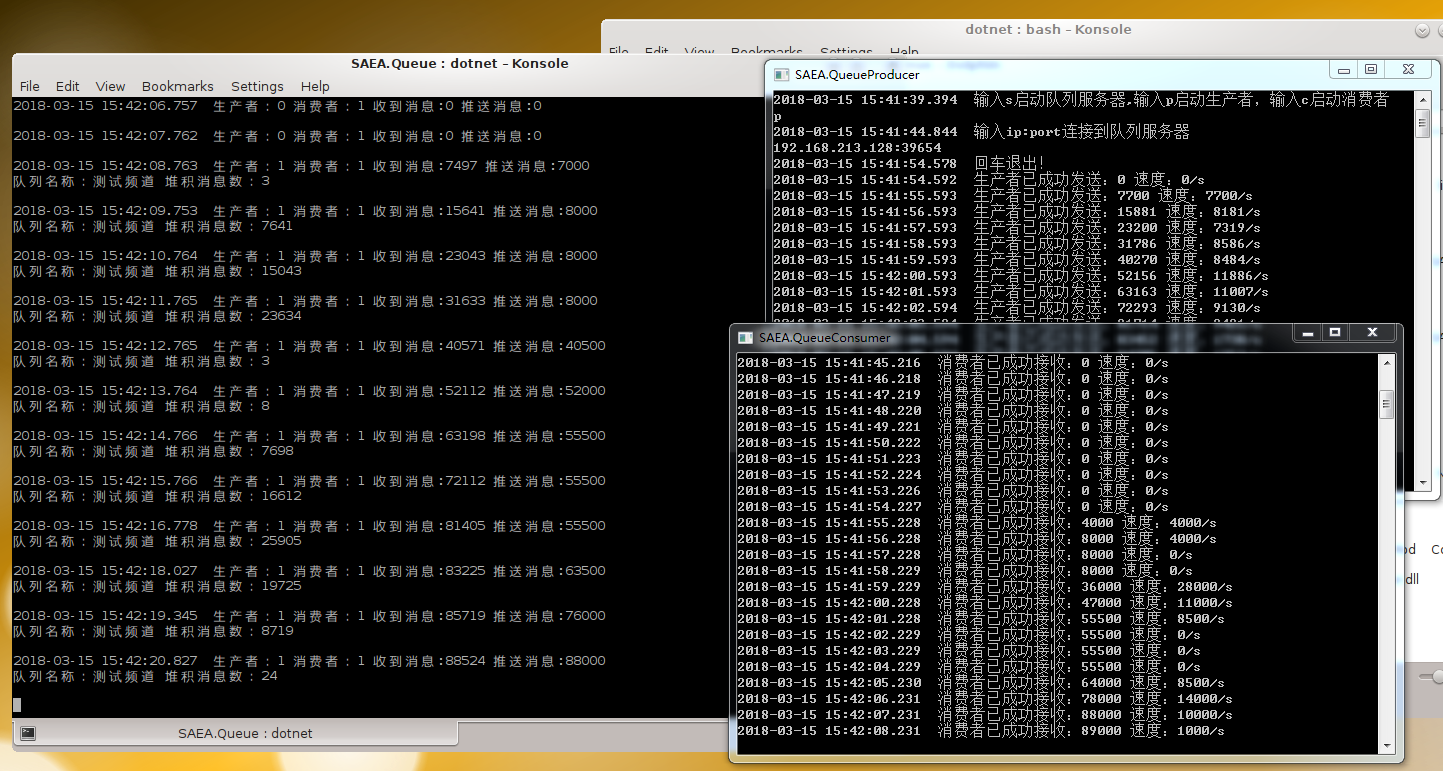 dotnet : bash – Konsole
File Edit View Bookmarks Settings Help
SAEA.Queue : dotnet – Konsole
File Edit View Bookmarks Settings Help
2018-03-15 15:42:06.757 生产者：0 消费者：1 收到消息:0 推送消息:0
2018-03-15 15:42:07.762 生产者：0 消费者：1 收到消息:0 推送消息:0
2018-03-15 15:42:08.763 生产者：1 消费者：1 收到消息:7497 推送消息:7000
队列名称：测试频道 堆积消息数：3
2018-03-15 15:42:09.753 生产者：1 消费者：1 收到消息:15641 推送消息:8000
队列名称：测试频道 堆积消息数：7641
2018-03-15 15:42:10.764 生产者：1 消费者：1 收到消息:23043 推送消息:8000
队列名称：测试频道 堆积消息数：15043
2018-03-15 15:42:11.765 生产者：1 消费者：1 收到消息:31633 推送消息:8000
队列名称：测试频道 堆积消息数：23634
2018-03-15 15:42:12.765 生产者：1 消费者：1 收到消息:40571 推送消息:40500
队列名称：测试频道 堆积消息数：3
2018-03-15 15:42:13.764 生产者：1 消费者：1 收到消息:52112 推送消息:52000
队列名称：测试频道 堆积消息数：8
2018-03-15 15:42:14.766 生产者：1 消费者：1 收到消息:63198 推送消息:55500
队列名称：测试频道 堆积消息数：7698
2018-03-15 15:42:15.766 生产者：1 消费者：1 收到消息:72112 推送消息:55500
队列名称：测试频道 堆积消息数：16612
2018-03-15 15:42:16.778 生产者：1 消费者：1 收到消息:81405 推送消息:55500
队列名称：测试频道 堆积消息数：25905
2018-03-15 15:42:18.027 生产者：1 消费者：1 收到消息:83225 推送消息:63500
队列名称：测试频道 堆积消息数：19725
2018-03-15 15:42:19.345 生产者：1 消费者：1 收到消息:85719 推送消息:76000
队列名称：测试频道 堆积消息数：8719
2018-03-15 15:42:20.827 生产者：1 消费者：1 收到消息:88524 推送消息:88000
队列名称：测试频道 堆积消息数：24
SAEA.Queue : dotnet
SAEA.QueueProducer
2018-03-15 15:41:39.394 输入s启动队列服务器,输入p启动生产者，输入c启动消费者
p
2018-03-15 15:41:44.844 输入ip:port连接到队列服务器
192.168.213.128:39654
2018-03-15 15:41:54.578 回车退出!
2018-03-15 15:41:54.592 生产者已成功发送：0 速度：0/s
2018-03-15 15:41:55.593 生产者已成功发送：7700 速度：7700/s
2018-03-15 15:41:56.593 生产者已成功发送：15881 速度：8181/s
2018-03-15 15:41:57.593 生产者已成功发送：23200 速度：7319/s
2018-03-15 15:41:58.593 生产者已成功发送：31786 速度：8586/s
2018-03-15 15:41:59.593 生产者已成功发送：40270 速度：8484/s
2018-03-15 15:42:00.593 生产者已成功发送：52156 速度：11886/s
2018-03-15 15:42:01.593 生产者已成功发送：63163 速度：11007/s
2018-03-15 15:42:02.594 生产者已成功发送：72293 速度：9130/s
SAEA.QueueConsumer
2018-03-15 15:41:45.216 消费者已成功接收：0 速度：0/s
2018-03-15 15:41:46.218 消费者已成功接收：0 速度：0/s
2018-03-15 15:41:47.219 消费者已成功接收：0 速度：0/s
2018-03-15 15:41:48.220 消费者已成功接收：0 速度：0/s
2018-03-15 15:41:49.221 消费者已成功接收：0 速度：0/s
2018-03-15 15:41:50.222 消费者已成功接收：0 速度：0/s
2018-03-15 15:41:51.223 消费者已成功接收：0 速度：0/s
2018-03-15 15:41:52.224 消费者已成功接收：0 速度：0/s
2018-03-15 15:41:53.226 消费者已成功接收：0 速度：0/s
2018-03-15 15:41:54.227 消费者已成功接收：0 速度：0/s
2018-03-15 15:41:55.228 消费者已成功接收：4000 速度：4000/s
2018-03-15 15:41:56.228 消费者已成功接收：8000 速度：4000/s
2018-03-15 15:41:57.228 消费者已成功接收：8000 速度：0/s
2018-03-15 15:41:58.229 消费者已成功接收：8000 速度：0/s
2018-03-15 15:41:59.229 消费者已成功接收：36000 速度：28000/s
2018-03-15 15:42:00.228 消费者已成功接收：47000 速度：11000/s
2018-03-15 15:42:01.228 消费者已成功接收：55500 速度：8500/s
2018-03-15 15:42:02.229 消费者已成功接收：55500 速度：0/s
2018-03-15 15:42:03.229 消费者已成功接收：55500 速度：0/s
2018-03-15 15:42:04.229 消费者已成功接收：55500 速度：0/s
2018-03-15 15:42:05.230 消费者已成功接收：64000 速度：8500/s
2018-03-15 15:42:06.231 消费者已成功接收：78000 速度：14000/s
2018-03-15 15:42:07.231 消费者已成功接收：88000 速度：10000/s
2018-03-15 15:42:08.231 消费者已成功接收：89000 速度：1000/s
dll